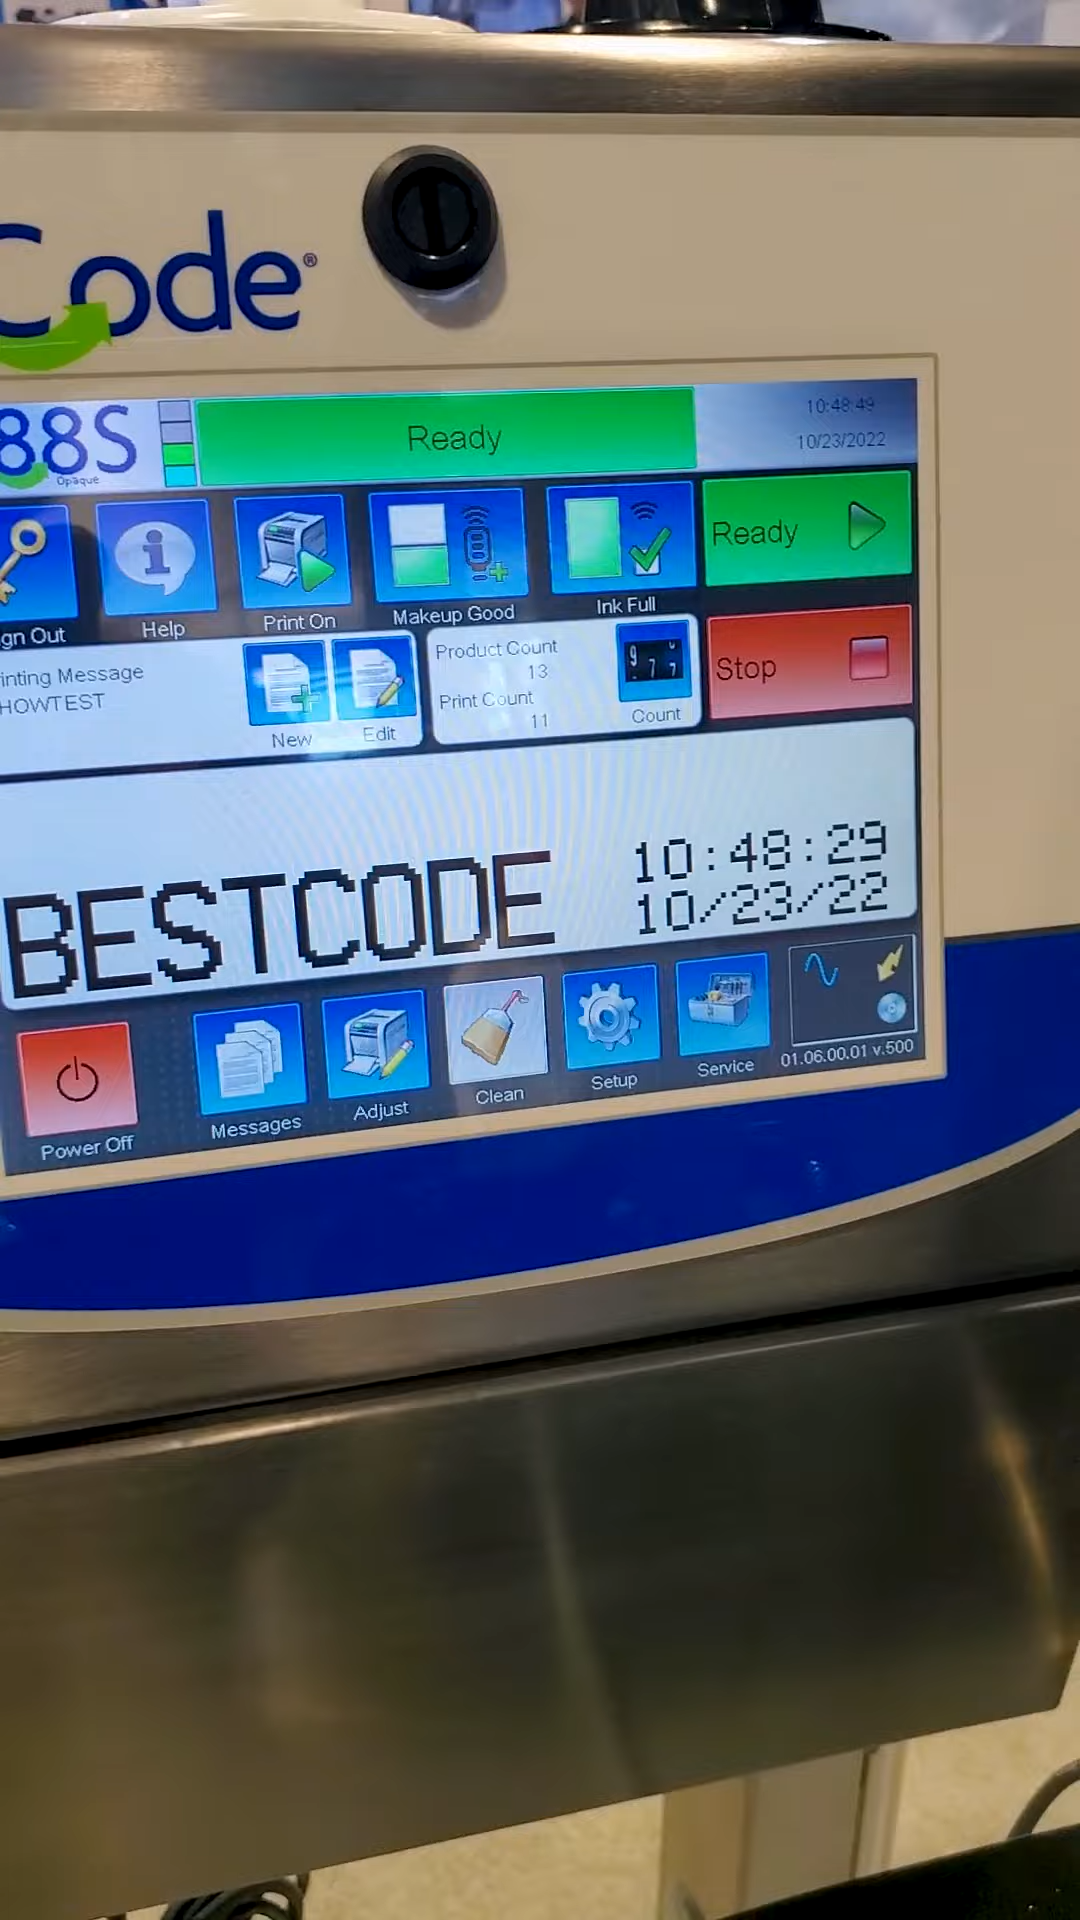 Code®
88S
Opaque
Ready
10:48:49
10/23/2022
gn Out
Help
Print On
Makeup Good
Ink Full
Ready
inting Message
HOWTEST
New
Edit
Product Count
13
Print Count
11
Count
Stop
BESTCODE
10:48:29
10/23/22
Power Off
Messages
Adjust
Clean
Setup
Service
01.06.00.01 v.500